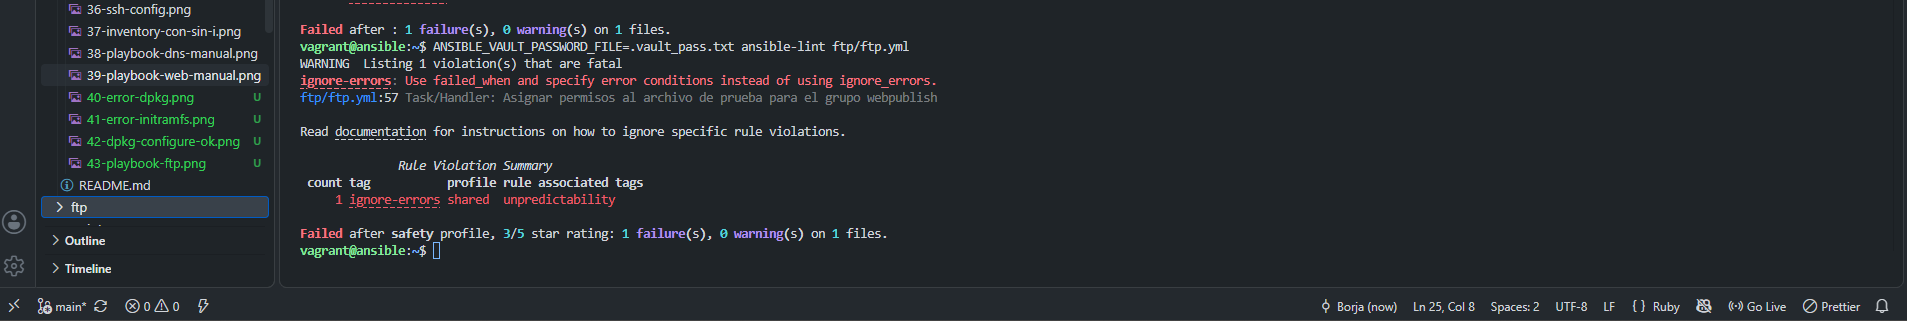 36-ssh-config.png
37-inventory-con-sin-i.png
38-playbook-dns-manual.png
39-playbook-web-manual.png
40-error-dpkg.png U
41-error-initramfs.png U
42-dpkg-configure-ok.png U
43-playbook-ftp.png U
README.md
ftp
Outline
Timeline
Failed after : 1 failure(s), 0 warning(s) on 1 files.
vagrant@ansible:~$ ANSIBLE_VAULT_PASSWORD_FILE=.vault_pass.txt ansible-lint ftp/ftp.yml
WARNING  Listing 1 violation(s) that are fatal
ignore-errors: Use failed_when and specify error conditions instead of using ignore_errors.
ftp/ftp.yml:57 Task/Handler: Asignar permisos al archivo de prueba para el grupo webpublish
Read documentation for instructions on how to ignore specific rule violations.
Rule Violation Summary
count tag profile rule associated tags
1 ignore-errors shared unpredictability
Failed after safety profile, 3/5 star rating: 1 failure(s), 0 warning(s) on 1 files.
vagrant@ansible:~$
main* 0 0 Borja (now) Ln 25, Col 8 Spaces: 2 UTF-8 LF { } Ruby Go Live Prettier